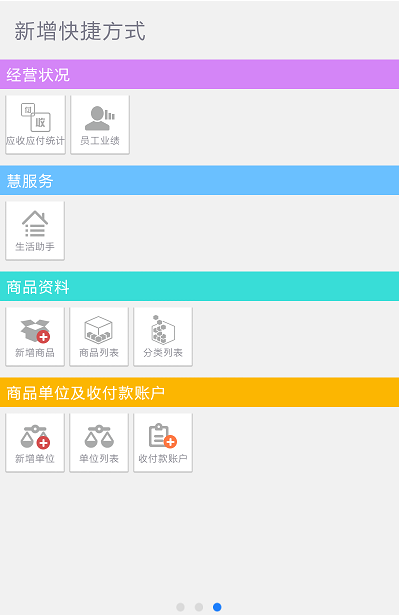 新增快捷方式
经营状况
应收应付统计 员工业绩
慧服务
生活助手
商品资料
新增商品 商品列表 分类列表
商品单位及收付款账户
新增单位 单位列表 收付款账户